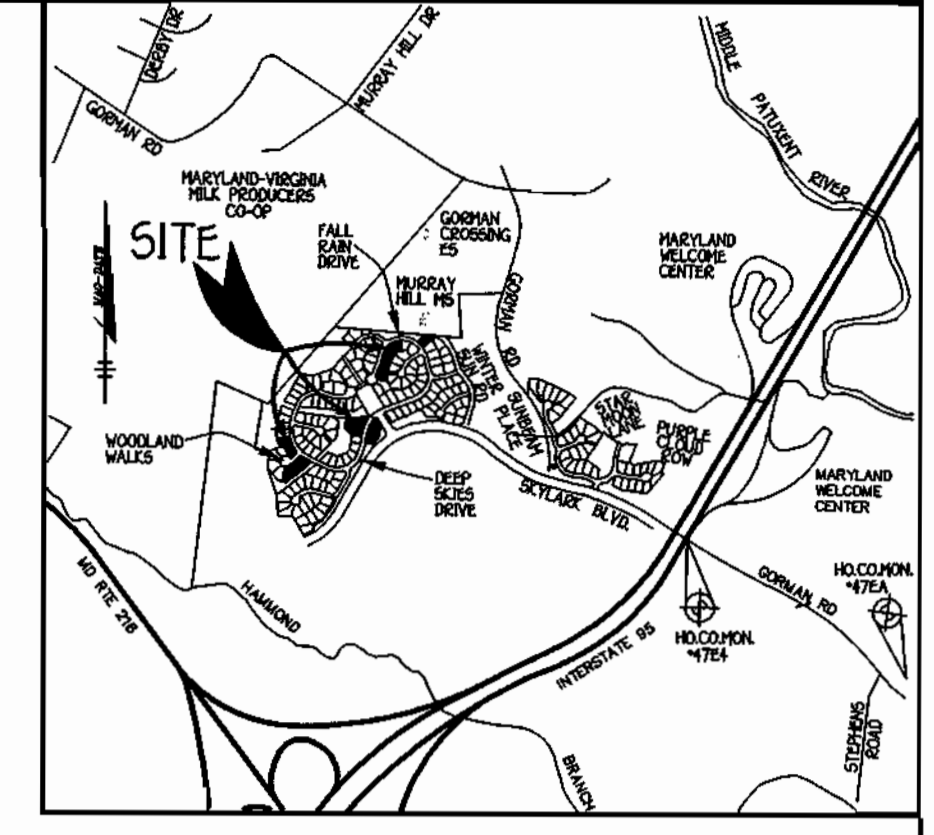 DERBY DR
MURRAY HILL DR
GORMAN RD
MIDDLE
PATUXENT
RIVER
MARYLAND-VIRGINIA
MILK PRODUCERS
CO-OP
SITE
FALL
RAIN
DRIVE
GORMAN
CROSSING
ES
MURRAY
HILL MS
MARYLAND
WELCOME
CENTER
GORMAN RD
WINTER
SUN RD
SUNBEAM
PLACE
PURPLE
CLOUD
ROW
WOODLAND
WALKS
DEEP
SKIES
DRIVE
SKYLARK BLVD.
MARYLAND
WELCOME
CENTER
MD RTE 216
HAMMOND
GORMAN RD
HO.CO.MON.
*47EA
HO.CO.MON.
*47E4
INTERSTATE 95
STEPHENS
ROAD
BRANCH